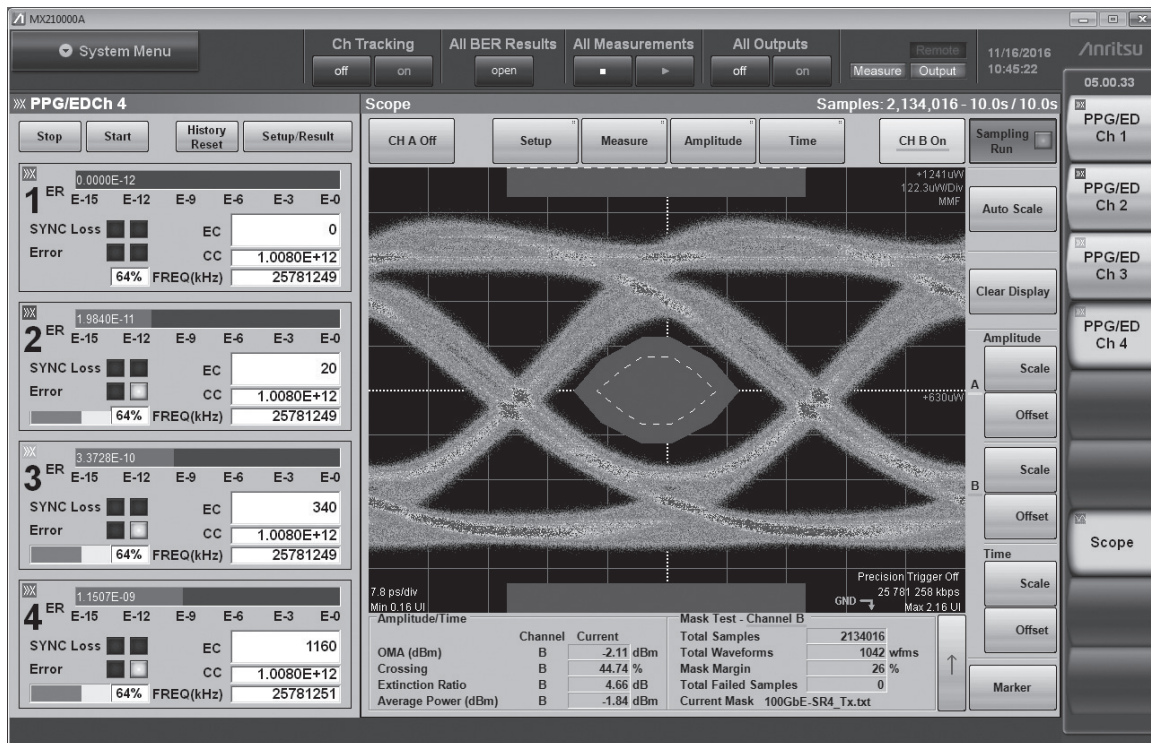 MX210000A
System Menu
Ch Tracking
off on
All BER Results
open
All Measurements
All Outputs
off on
Remote
Measure Output
11/16/2016
10:45:22
Anritsu
05.00.33
PPG/EDCh 4
Stop Start History Reset Setup/Result
1 ER 0.0000E-12
E-15 E-12 E-9 E-6 E-3 E-0
SYNC Loss EC 0
Error CC 1.0080E+12
64% FREQ(kHz) 25781249
2 ER 1.9840E-11
E-15 E-12 E-9 E-6 E-3 E-0
SYNC Loss EC 20
Error CC 1.0080E+12
64% FREQ(kHz) 25781249
3 ER 3.3728E-10
E-15 E-12 E-9 E-6 E-3 E-0
SYNC Loss EC 340
Error CC 1.0080E+12
64% FREQ(kHz) 25781249
4 ER 1.1507E-09
E-15 E-12 E-9 E-6 E-3 E-0
SYNC Loss EC 1160
Error CC 1.0080E+12
64% FREQ(kHz) 25781251
Scope Samples: 2,134,016 - 10.0s / 10.0s
CH A Off Setup Measure Amplitude Time CH B On
Sampling
Run
+1241uW
122.3uW/Div
MMF
+630uW
7.8 ps/div
Min 0.16 UI
Precision Trigger Off
25 781 258 kbps
GND
Max 2.16 UI
Amplitude/Time
Channel Current
OMA (dBm) B -2.11 dBm
Crossing B 44.74 %
Extinction Ratio B 4.66 dB
Average Power (dBm) B -1.84 dBm
Mask Test - Channel B
Total Samples 2134016
Total Waveforms 1042 wfms
Mask Margin 26 %
Total Failed Samples 0
Current Mask 100GbE-SR4_Tx.txt
Auto Scale
Clear Display
Amplitude
A
Scale
Offset
B
Scale
Offset
Time
Scale
Offset
Marker
PPG/ED
Ch 1
PPG/ED
Ch 2
PPG/ED
Ch 3
PPG/ED
Ch 4
Scope